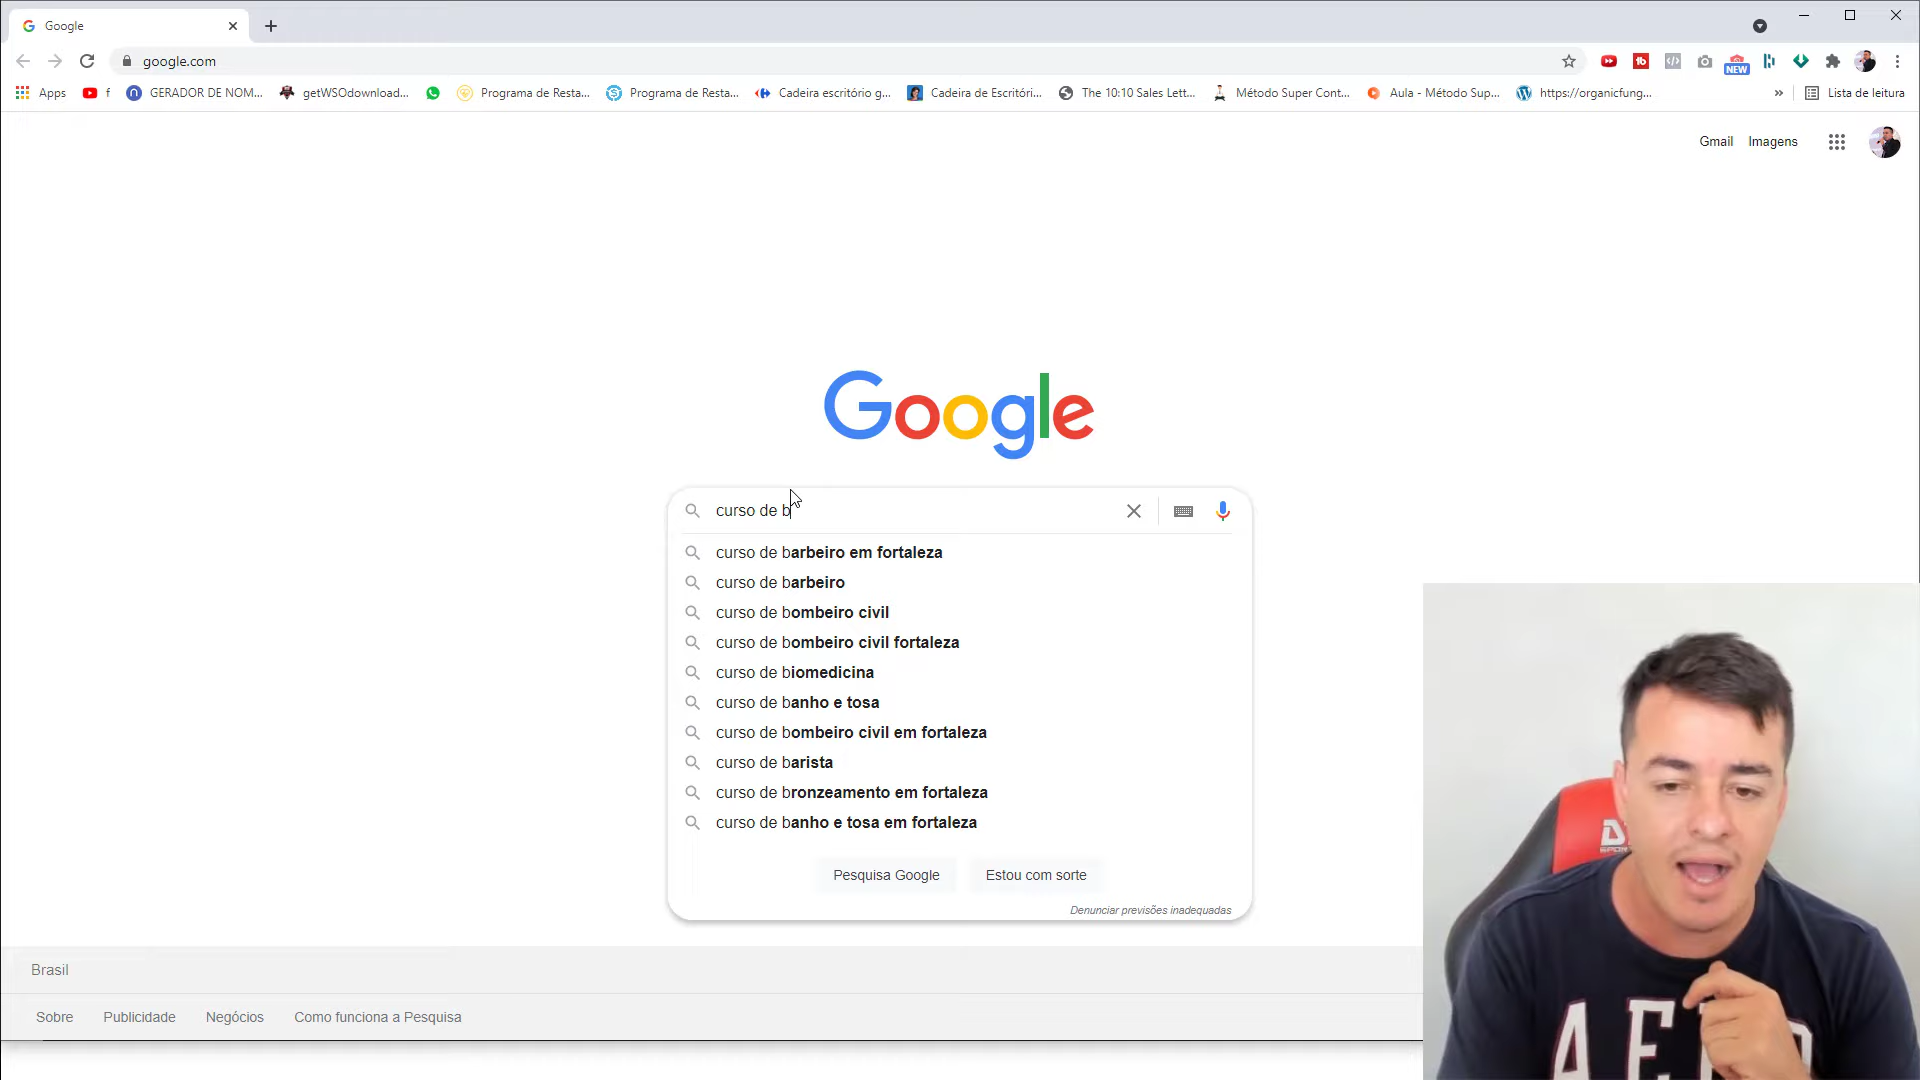 Google
google.com
Apps
f
GERADOR DE NOM...
getWSOdownload...
Programa de Resta...
Programa de Resta...
Cadeira escritório g...
Cadeira de Escritóri...
The 10:10 Sales Lett...
Método Super Cont...
Aula - Método Sup...
https://organicfung...
»
Lista de leitura
NEW
Gmail
Imagens
Google
curso de b
curso de barbeiro em fortaleza
curso de barbeiro
curso de bombeiro civil
curso de bombeiro civil fortaleza
curso de biomedicina
curso de banho e tosa
curso de bombeiro civil em fortaleza
curso de barista
curso de bronzeamento em fortaleza
curso de banho e tosa em fortaleza
Pesquisa Google
Estou com sorte
Denunciar previsões inadequadas
Brasil
Sobre
Publicidade
Negócios
Como funciona a Pesquisa